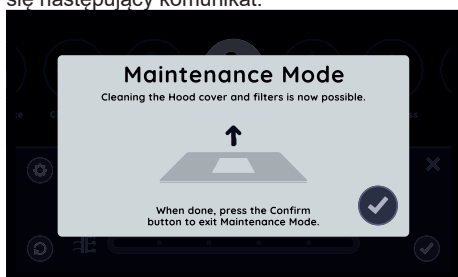 się następujący komunikat:
Maintenance Mode
Cleaning the Hood cover and filters is now possible.
When done, press the Confirm
button to exit Maintenance Mode.